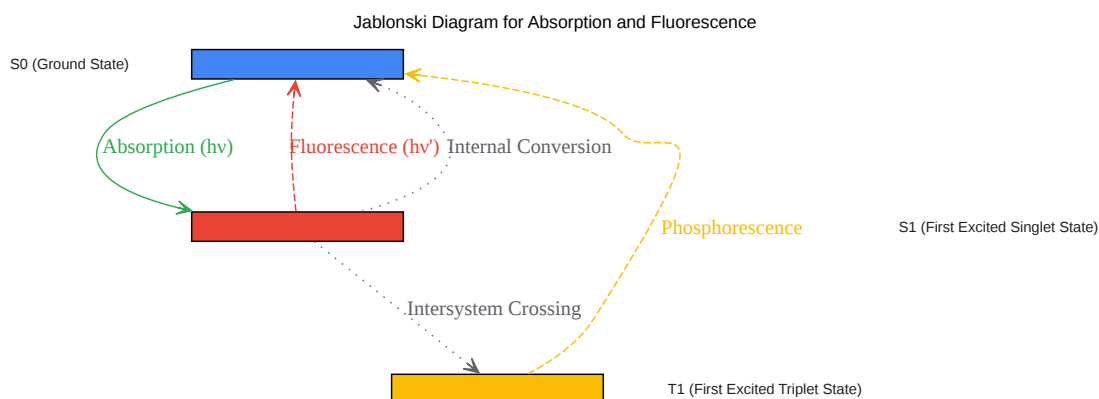 Jablonski Diagram for Absorption and Fluorescence
S0 (Ground State)
Absorption (hν)
Fluorescence (hν')
Internal Conversion
Phosphorescence
S1 (First Excited Singlet State)
Intersystem Crossing
T1 (First Excited Triplet State)